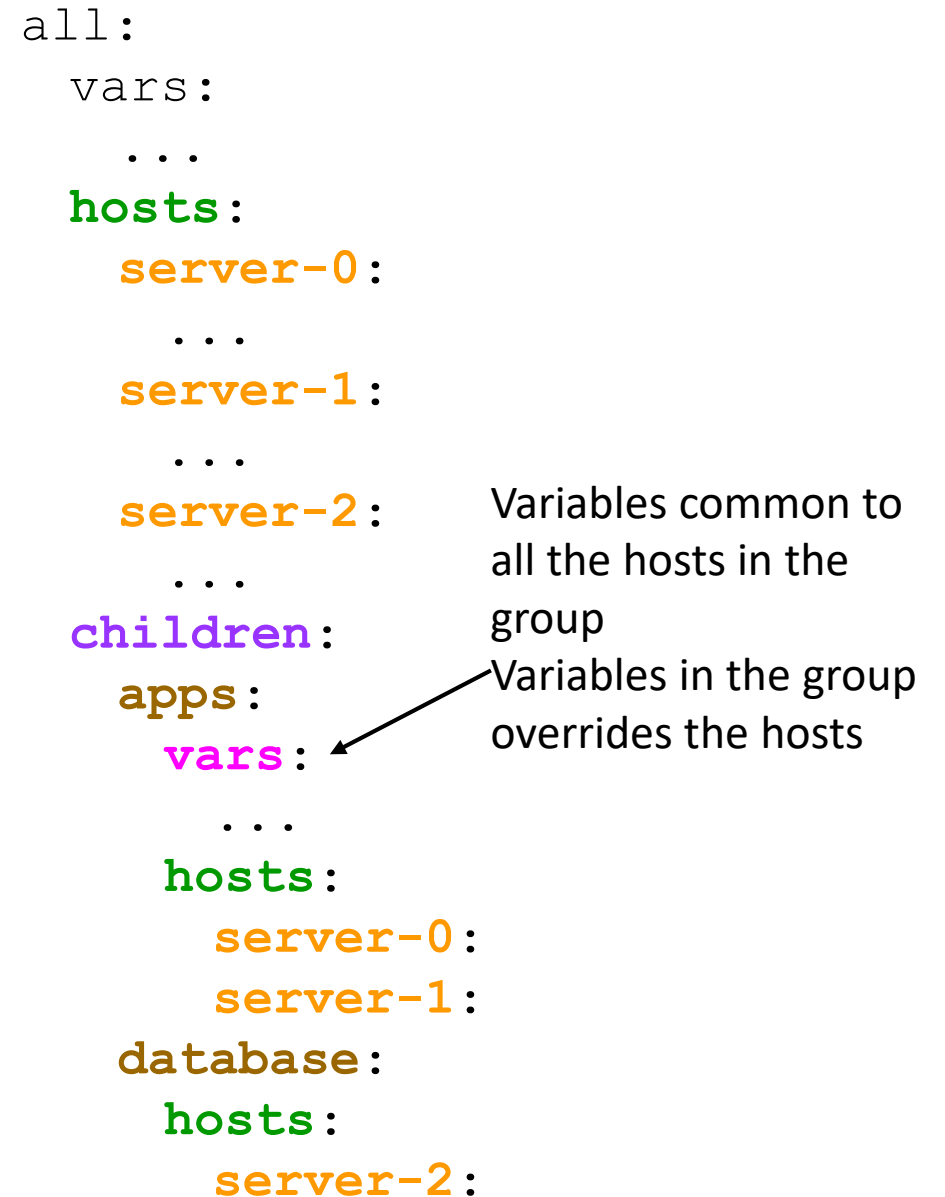 all:
  vars:
    ...
  hosts:
    server-0:
      ...
    server-1:
      ...
    server-2:
      ...
  children:
    apps:
      vars:
        ...
      hosts:
        server-0:
        server-1:
    database:
      hosts:
        server-2:
Variables common to
all the hosts in the
group
Variables in the group
overrides the hosts